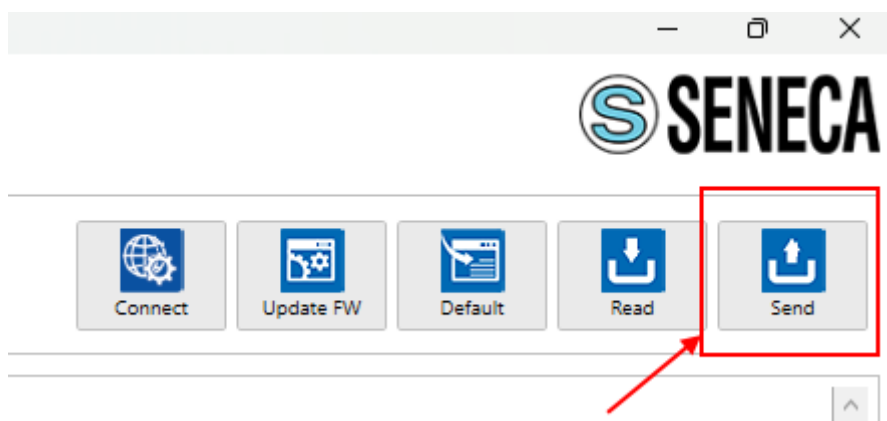 SENECA
Connect
Update FW
Default
Read
Send